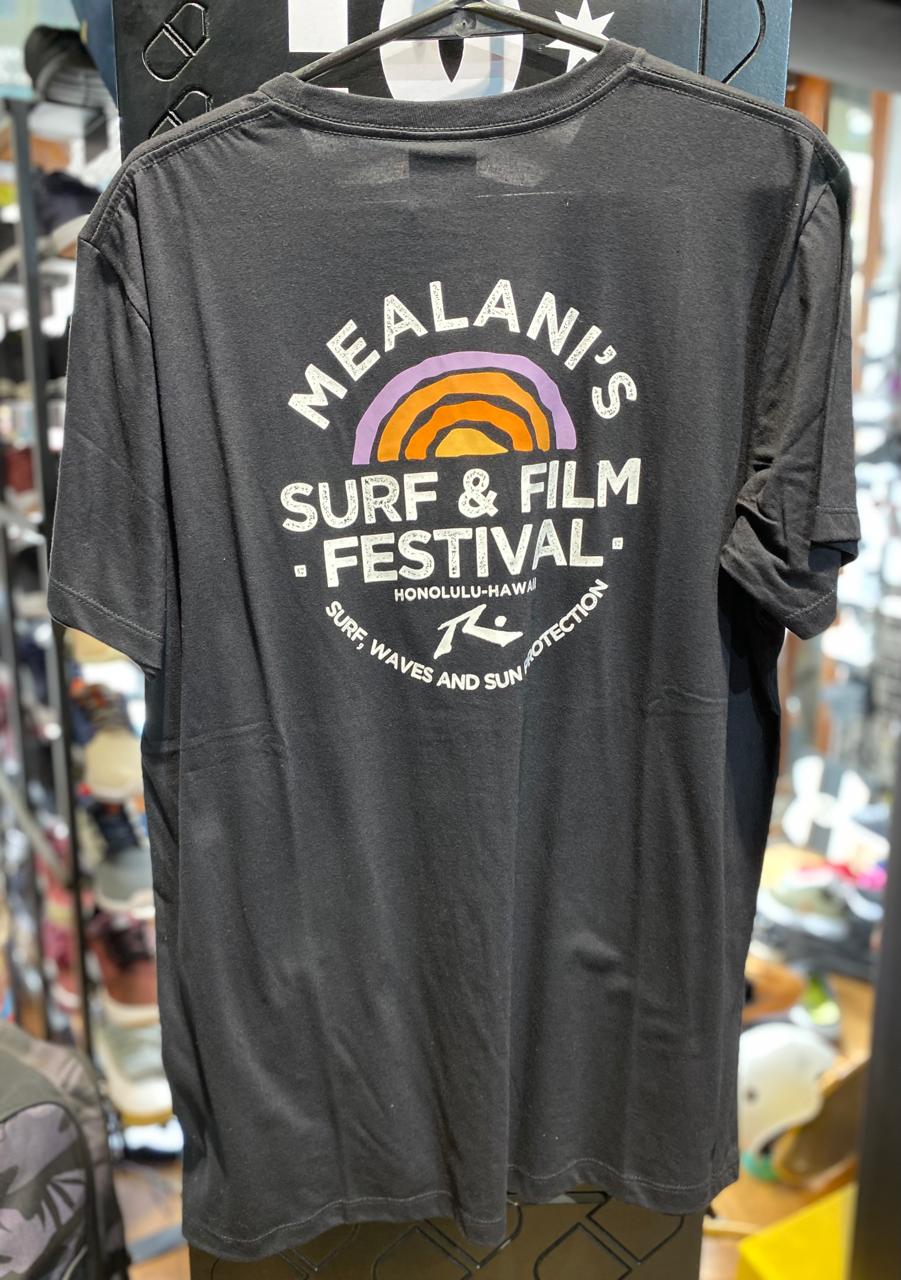 MEALANI'S
SURF & FILM
· FESTIVAL ·
HONOLULU-HAWAII
SURF, WAVES AND SUN PROTECTION